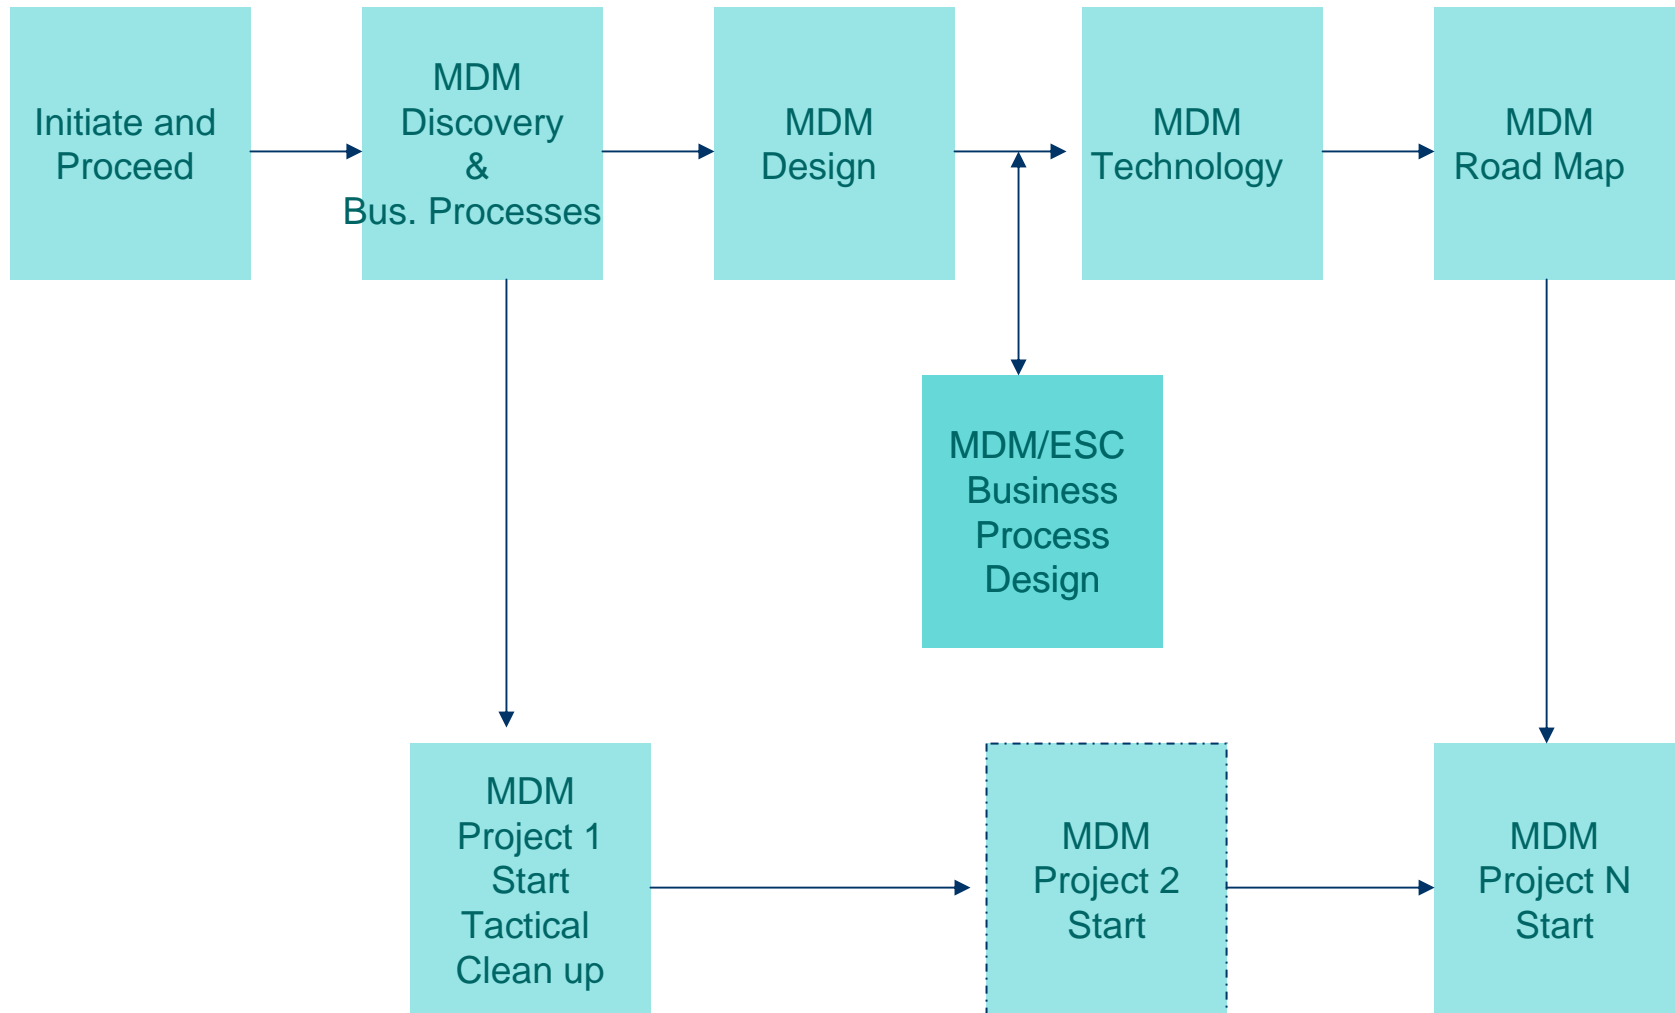 Initiate and
Proceed
MDM
Discovery
&
Bus. Processes
MDM
Design
MDM
Technology
MDM
Road Map
MDM/ESC
Business
Process
Design
MDM
Project 1
Start
Tactical
Clean up
MDM
Project 2
Start
MDM
Project N
Start